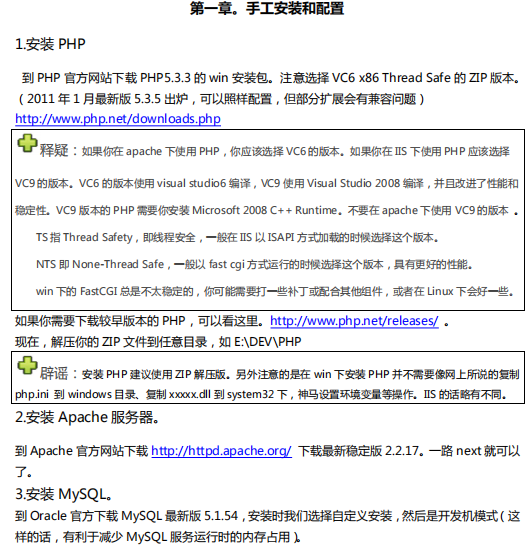 第一章。手工安装和配置
1.安装 PHP
到 PHP 官方网站下载 PHP5.3.3 的 win 安装包。注意选择 VC6 x86 Thread Safe 的 ZIP 版本。
（2011 年 1 月最新版 5.3.5 出炉，可以照样配置，但部分扩展会有兼容问题）
http://www.php.net/downloads.php
释疑：如果你在 apache 下使用 PHP，你应该选择 VC6 的版本。如果你在 IIS 下使用 PHP 应该选择
VC9 的版本。VC6 的版本使用 visual studio6 编译，VC9 使用 Visual Studio 2008 编译，并且改进了性能和
稳定性。VC9 版本的 PHP 需要你安装 Microsoft 2008 C++ Runtime。不要在 apache 下使用 VC9 的版本 。
TS 指 Thread Safety，即线程安全，一般在 IIS 以 ISAPI 方式加载的时候选择这个版本。
NTS 即 None-Thread Safe，一般以 fast cgi 方式运行的时候选择这个版本，具有更好的性能。
win 下的 FastCGI 总是不太稳定的，你可能需要打一些补丁或配合其他组件，或者在 Linux 下会好一些。
如果你需要下载较早版本的 PHP，可以看这里。http://www.php.net/releases/ 。
现在，解压你的 ZIP 文件到任意目录，如 E:\DEV\PHP
辟谣：安装 PHP 建议使用 ZIP 解压版。另外注意的是在 win 下安装 PHP 并不需要像网上所说的复制
php.ini 到 windows 目录、复制 xxxxx.dll 到 system32 下，神马设置环境变量等操作。IIS 的话略有不同。
2.安装 Apache 服务器。
到 Apache 官方网站下载 http://httpd.apache.org/ 下载最新稳定版 2.2.17。一路 next 就可以
了。
3.安装 MySQL。
到 Oracle 官方下载 MySQL 最新版 5.1.54，安装时我们选择自定义安装，然后是开发机模式（这
样的话，有利于减少 MySQL 服务运行时的内存占用）。